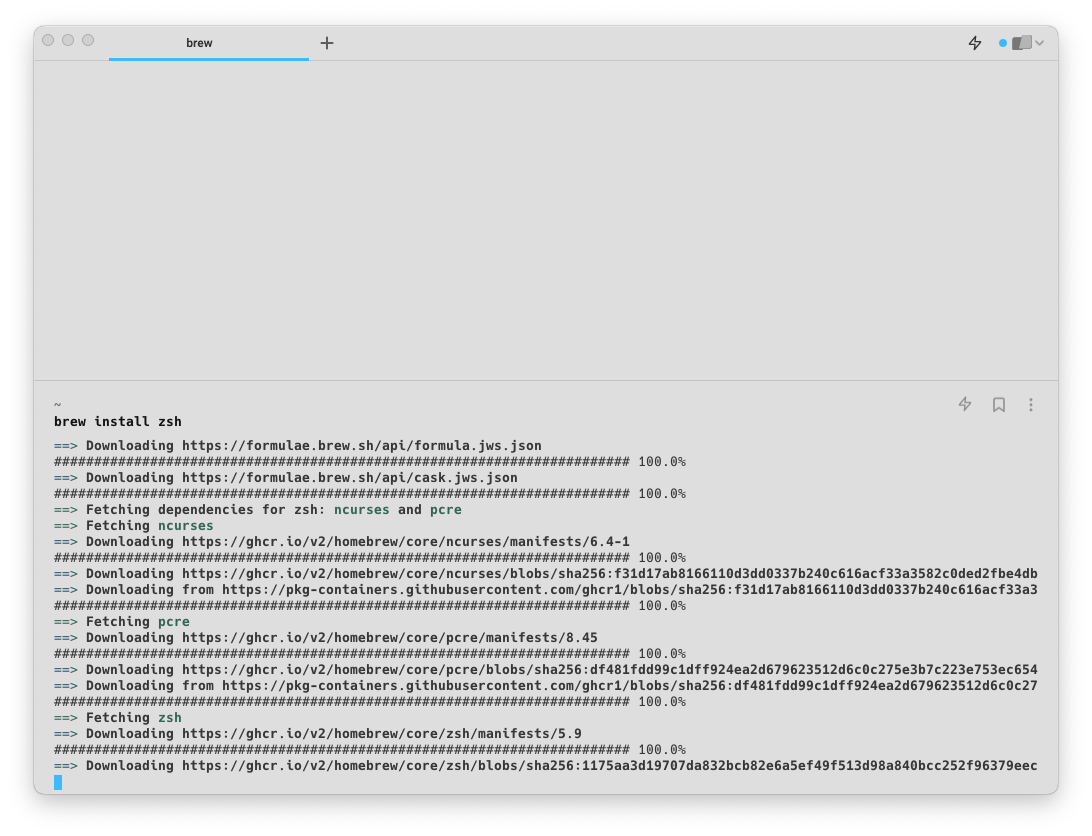 brew
~
brew install zsh
==> Downloading https://formulae.brew.sh/api/formula.jws.json
######################################################################## 100.0%
==> Downloading https://formulae.brew.sh/api/cask.jws.json
######################################################################## 100.0%
==> Fetching dependencies for zsh: ncurses and pcre
==> Fetching ncurses
==> Downloading https://ghcr.io/v2/homebrew/core/ncurses/manifests/6.4-1
######################################################################## 100.0%
==> Downloading https://ghcr.io/v2/homebrew/core/ncurses/blobs/sha256:f31d17ab8166110d3dd0337b240c616acf33a3582c0ded2fbe4db
==> Downloading from https://pkg-containers.githubusercontent.com/ghcr1/blobs/sha256:f31d17ab8166110d3dd0337b240c616acf33a3
######################################################################## 100.0%
==> Fetching pcre
==> Downloading https://ghcr.io/v2/homebrew/core/pcre/manifests/8.45
######################################################################## 100.0%
==> Downloading https://ghcr.io/v2/homebrew/core/pcre/blobs/sha256:df481fdd99c1dff924ea2d679623512d6c0c275e3b7c223e753ec654
==> Downloading from https://pkg-containers.githubusercontent.com/ghcr1/blobs/sha256:df481fdd99c1dff924ea2d679623512d6c0c27
######################################################################## 100.0%
==> Fetching zsh
==> Downloading https://ghcr.io/v2/homebrew/core/zsh/manifests/5.9
######################################################################## 100.0%
==> Downloading https://ghcr.io/v2/homebrew/core/zsh/blobs/sha256:1175aa3d19707da832bcb82e6a5ef49f513d98a840bcc252f96379eec